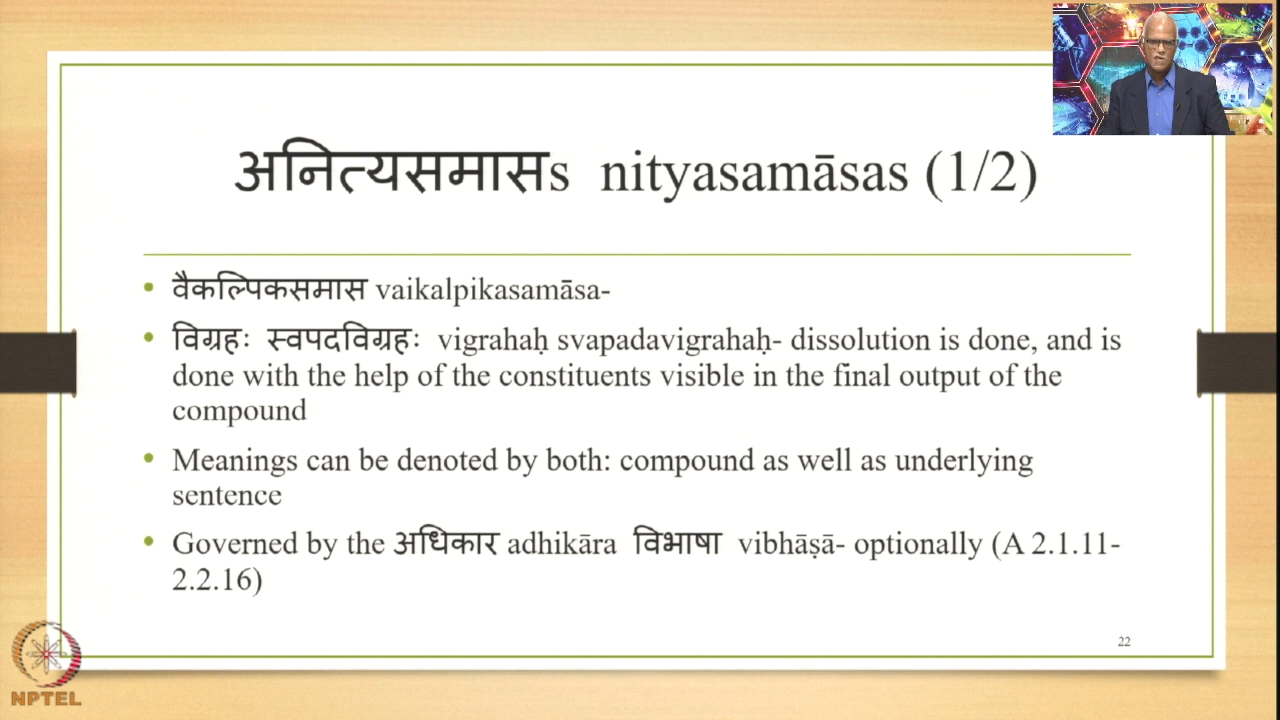 अनित्यसमासs nityasamāsas (1/2)
• वैकल्पिकसमास vaikalpikasamāsa-
• विग्रहः स्वपदविग्रहः vigrahaḥ svapadavigrahaḥ- dissolution is done, and is
done with the help of the constituents visible in the final output of the
compound
• Meanings can be denoted by both: compound as well as underlying
sentence
• Governed by the अधिकार adhikāra विभाषा vibhāṣā- optionally (A 2.1.11-
2.2.16)
22
NPTEL